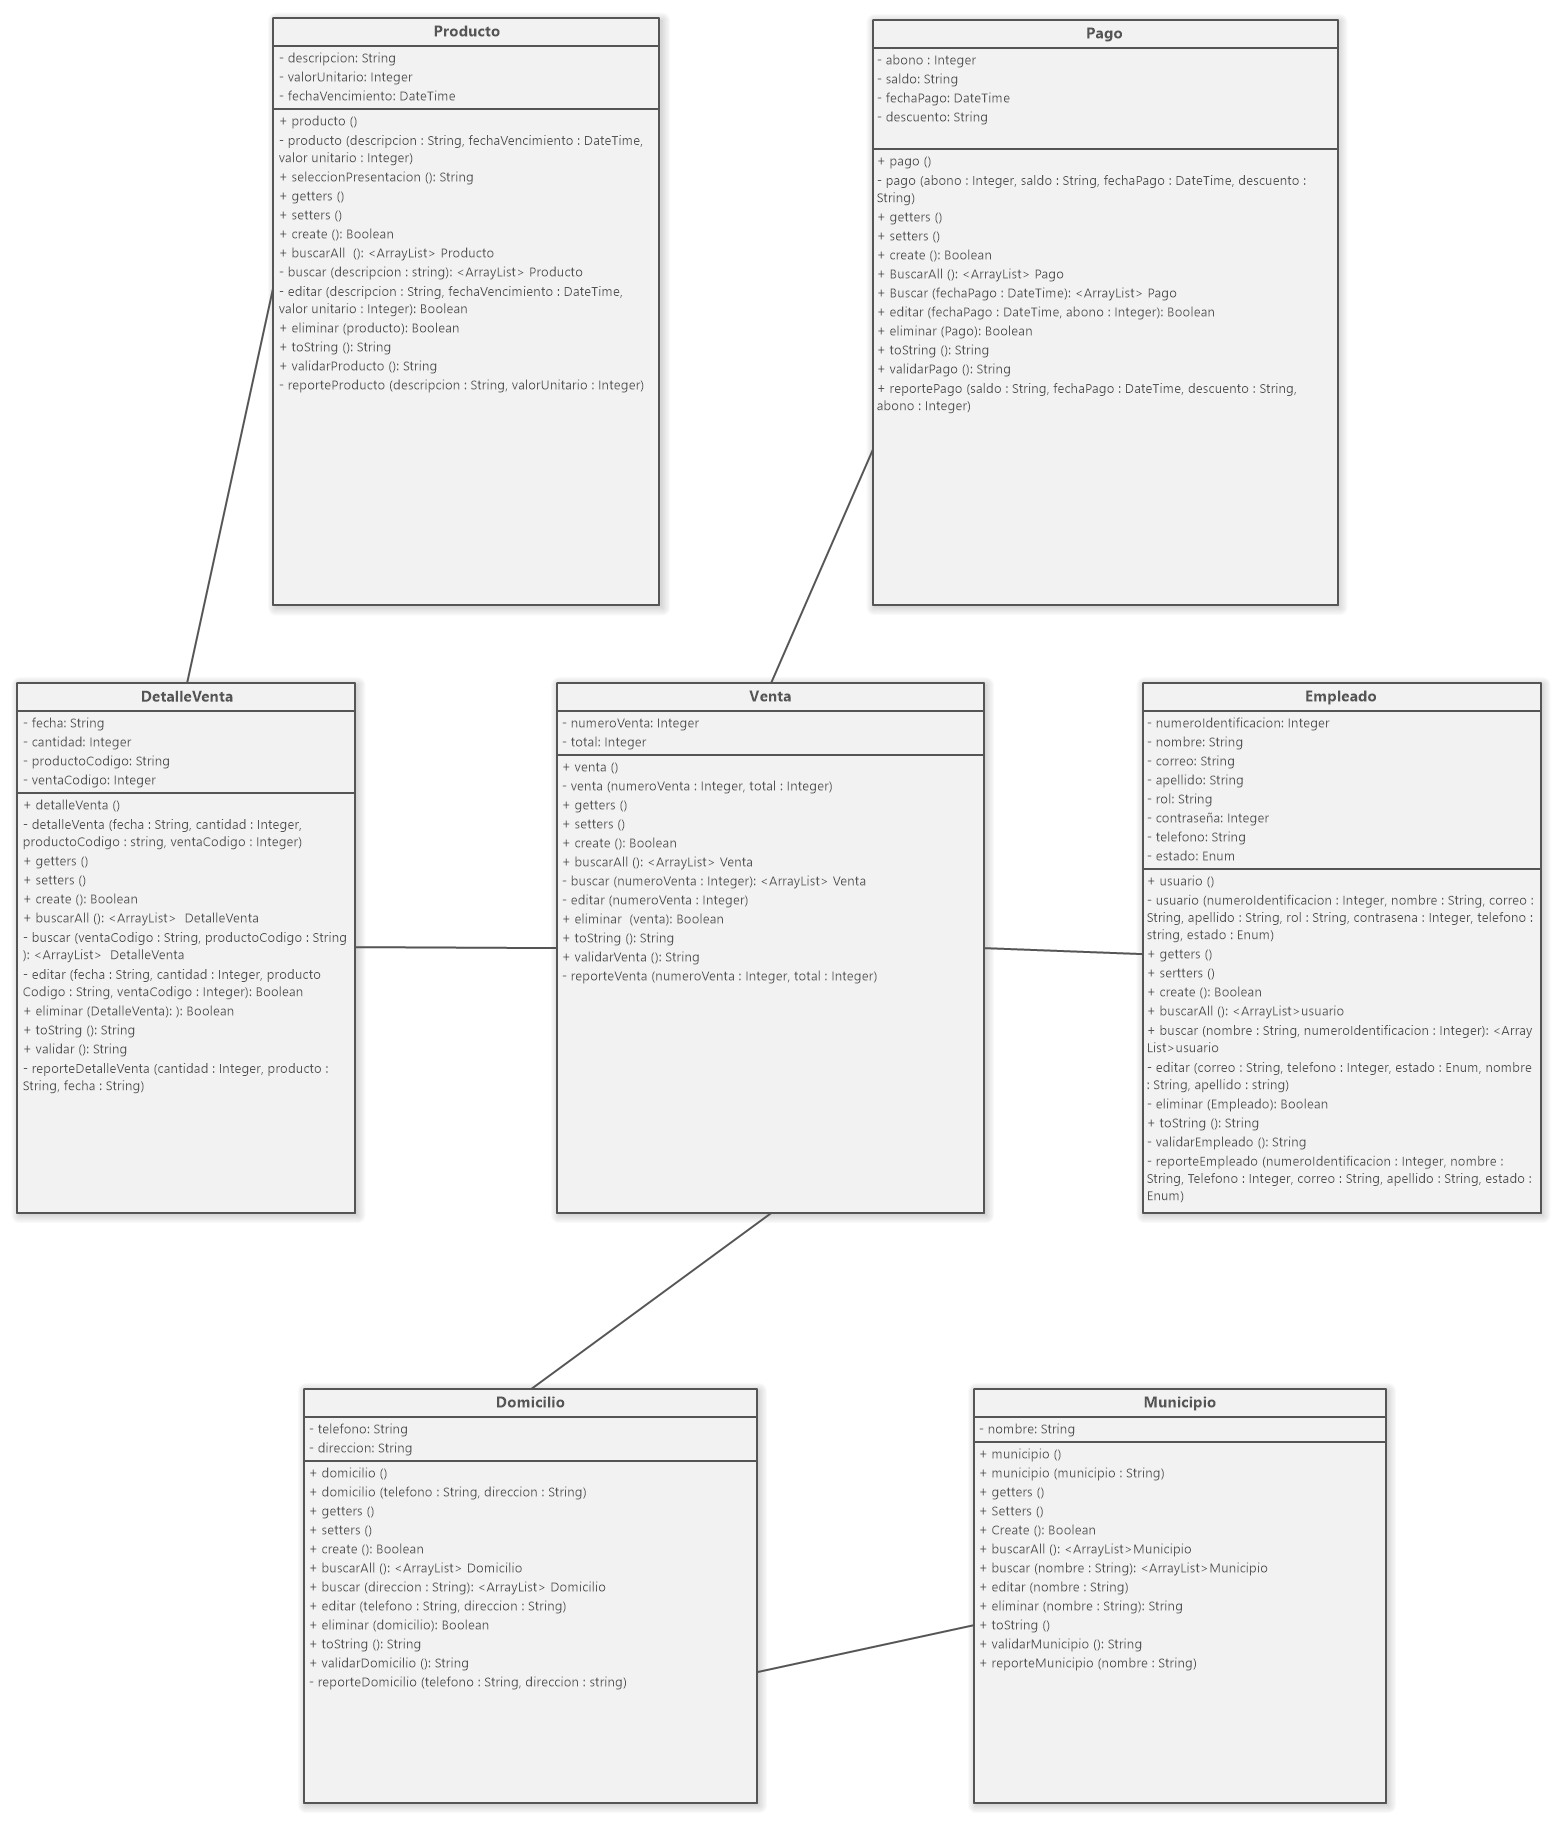 Producto
- descripcion: String
- valorUnitario: Integer
- fechaVencimiento: DateTime
+ producto ()
- producto (descripcion : String, fechaVencimiento : DateTime,
valor unitario : Integer)
+ seleccionPresentacion (): String
+ getters ()
+ setters ()
+ create (): Boolean
+ buscarAll  (): <ArrayList> Producto
- buscar (descripcion : string): <ArrayList> Producto
- editar (descripcion : String, fechaVencimiento : DateTime,
valor unitario : Integer): Boolean
+ eliminar (producto): Boolean
+ toString (): String
+ validarProducto (): String
- reporteProducto (descripcion : String, valorUnitario : Integer)
Pago
- abono : Integer
- saldo: String
- fechaPago: DateTime
- descuento: String
+ pago ()
- pago (abono : Integer, saldo : String, fechaPago : DateTime, descuento :
String)
+ getters ()
+ setters ()
+ create (): Boolean
+ BuscarAll (): <ArrayList> Pago
+ Buscar (fechaPago : DateTime): <ArrayList> Pago
+ editar (fechaPago : DateTime, abono : Integer): Boolean
+ eliminar (Pago): Boolean
+ toString (): String
+ validarPago (): String
+ reportePago (saldo : String, fechaPago : DateTime, descuento : String,
abono : Integer)
DetalleVenta
- fecha: String
- cantidad: Integer
- productoCodigo: String
- ventaCodigo: Integer
+ detalleVenta ()
- detalleVenta (fecha : String, cantidad : Integer,
productoCodigo : string, ventaCodigo : Integer)
+ getters ()
+ setters ()
+ create (): Boolean
+ buscarAll (): <ArrayList>  DetalleVenta
- buscar (ventaCodigo : String, productoCodigo : String
): <ArrayList>  DetalleVenta
- editar (fecha : String, cantidad : Integer, producto
Codigo : String, ventaCodigo : Integer): Boolean
+ eliminar (DetalleVenta): ): Boolean
+ toString (): String
+ validar (): String
- reporteDetalleVenta (cantidad : Integer, producto :
String, fecha : String)
Venta
- numeroVenta: Integer
- total: Integer
+ venta ()
- venta (numeroVenta : Integer, total : Integer)
+ getters ()
+ setters ()
+ create (): Boolean
+ buscarAll (): <ArrayList> Venta
- buscar (numeroVenta : Integer): <ArrayList> Venta
- editar (numeroVenta : Integer)
+ eliminar  (venta): Boolean
+ toString (): String
+ validarVenta (): String
- reporteVenta (numeroVenta : Integer, total : Integer)
Empleado
- numeroIdentificacion: Integer
- nombre: String
- correo: String
- apellido: String
- rol: String
- contraseña: Integer
- telefono: String
- estado: Enum
+ usuario ()
- usuario (numeroIdentificacion : Integer, nombre : String, correo :
String, apellido : String, rol : String, contrasena : Integer, telefono :
string, estado : Enum)
+ getters ()
+ sertters ()
+ create (): Boolean
+ buscarAll (): <ArrayList>usuario
+ buscar (nombre : String, numeroIdentificacion : Integer): <Array
List>usuario
- editar (correo : String, telefono : Integer, estado : Enum, nombre
: String, apellido : string)
- eliminar (Empleado): Boolean
+ toString (): String
- validarEmpleado (): String
- reporteEmpleado (numeroIdentificacion : Integer, nombre :
String, Telefono : Integer, correo : String, apellido : String, estado :
Enum)
Domicilio
- telefono: String
- direccion: String
+ domicilio ()
+ domicilio (telefono : String, direccion : String)
+ getters ()
+ setters ()
+ create (): Boolean
+ buscarAll (): <ArrayList> Domicilio
+ buscar (direccion : String): <ArrayList> Domicilio
+ editar (telefono : String, direccion : String)
+ eliminar (domicilio): Boolean
+ toString (): String
+ validarDomicilio (): String
- reporteDomicilio (telefono : String, direccion : string)
Municipio
- nombre: String
+ municipio ()
+ municipio (municipio : String)
+ getters ()
+ Setters ()
+ Create (): Boolean
+ buscarAll (): <ArrayList>Municipio
+ buscar (nombre : String): <ArrayList>Municipio
+ editar (nombre : String)
+ eliminar (nombre : String): String
+ toString ()
+ validarMunicipio (): String
+ reporteMunicipio (nombre : String)